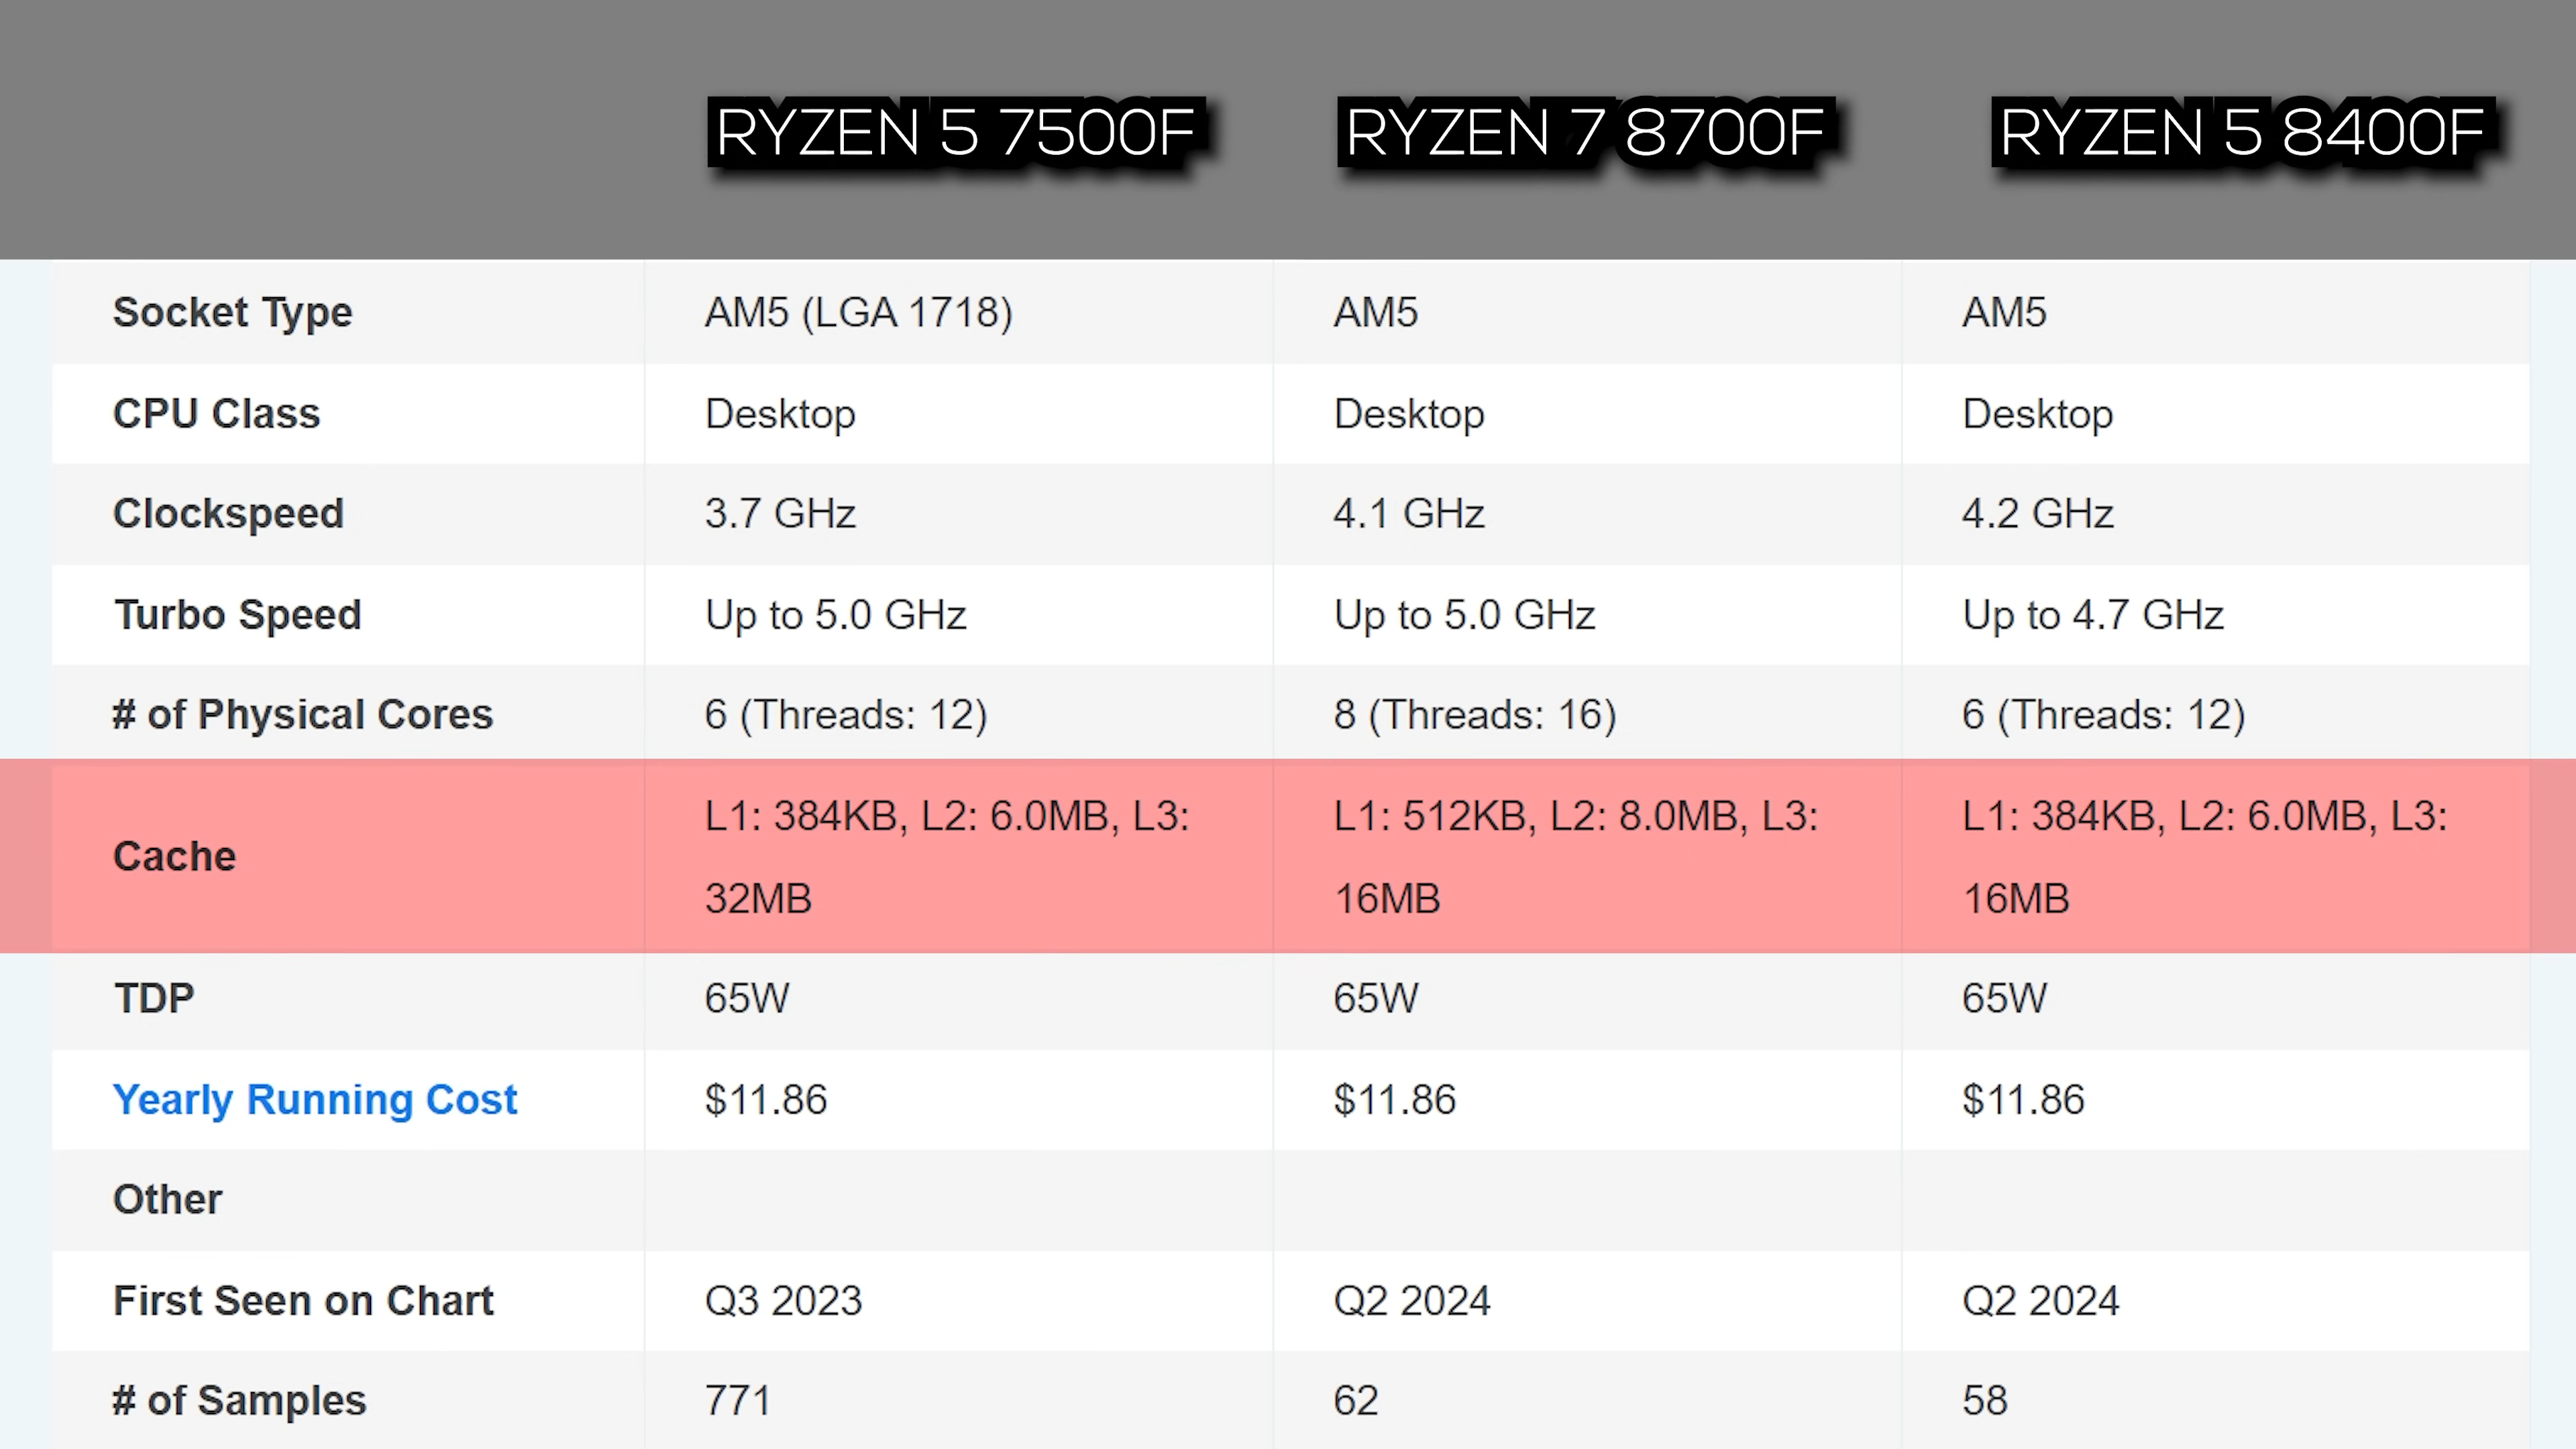 RYZEN 5 7500F RYZEN 7 8700F RYZEN 5 8400F
Socket Type AM5 (LGA 1718) AM5 AM5
CPU Class Desktop Desktop Desktop
Clockspeed 3.7 GHz 4.1 GHz 4.2 GHz
Turbo Speed Up to 5.0 GHz Up to 5.0 GHz Up to 4.7 GHz
# of Physical Cores 6 (Threads: 12) 8 (Threads: 16) 6 (Threads: 12)
Cache L1: 384KB, L2: 6.0MB, L3: L1: 512KB, L2: 8.0MB, L3: L1: 384KB, L2: 6.0MB, L3:
32MB 16MB 16MB
TDP 65W 65W 65W
Yearly Running Cost $11.86 $11.86 $11.86
Other
First Seen on Chart Q3 2023 Q2 2024 Q2 2024
# of Samples 771 62 58